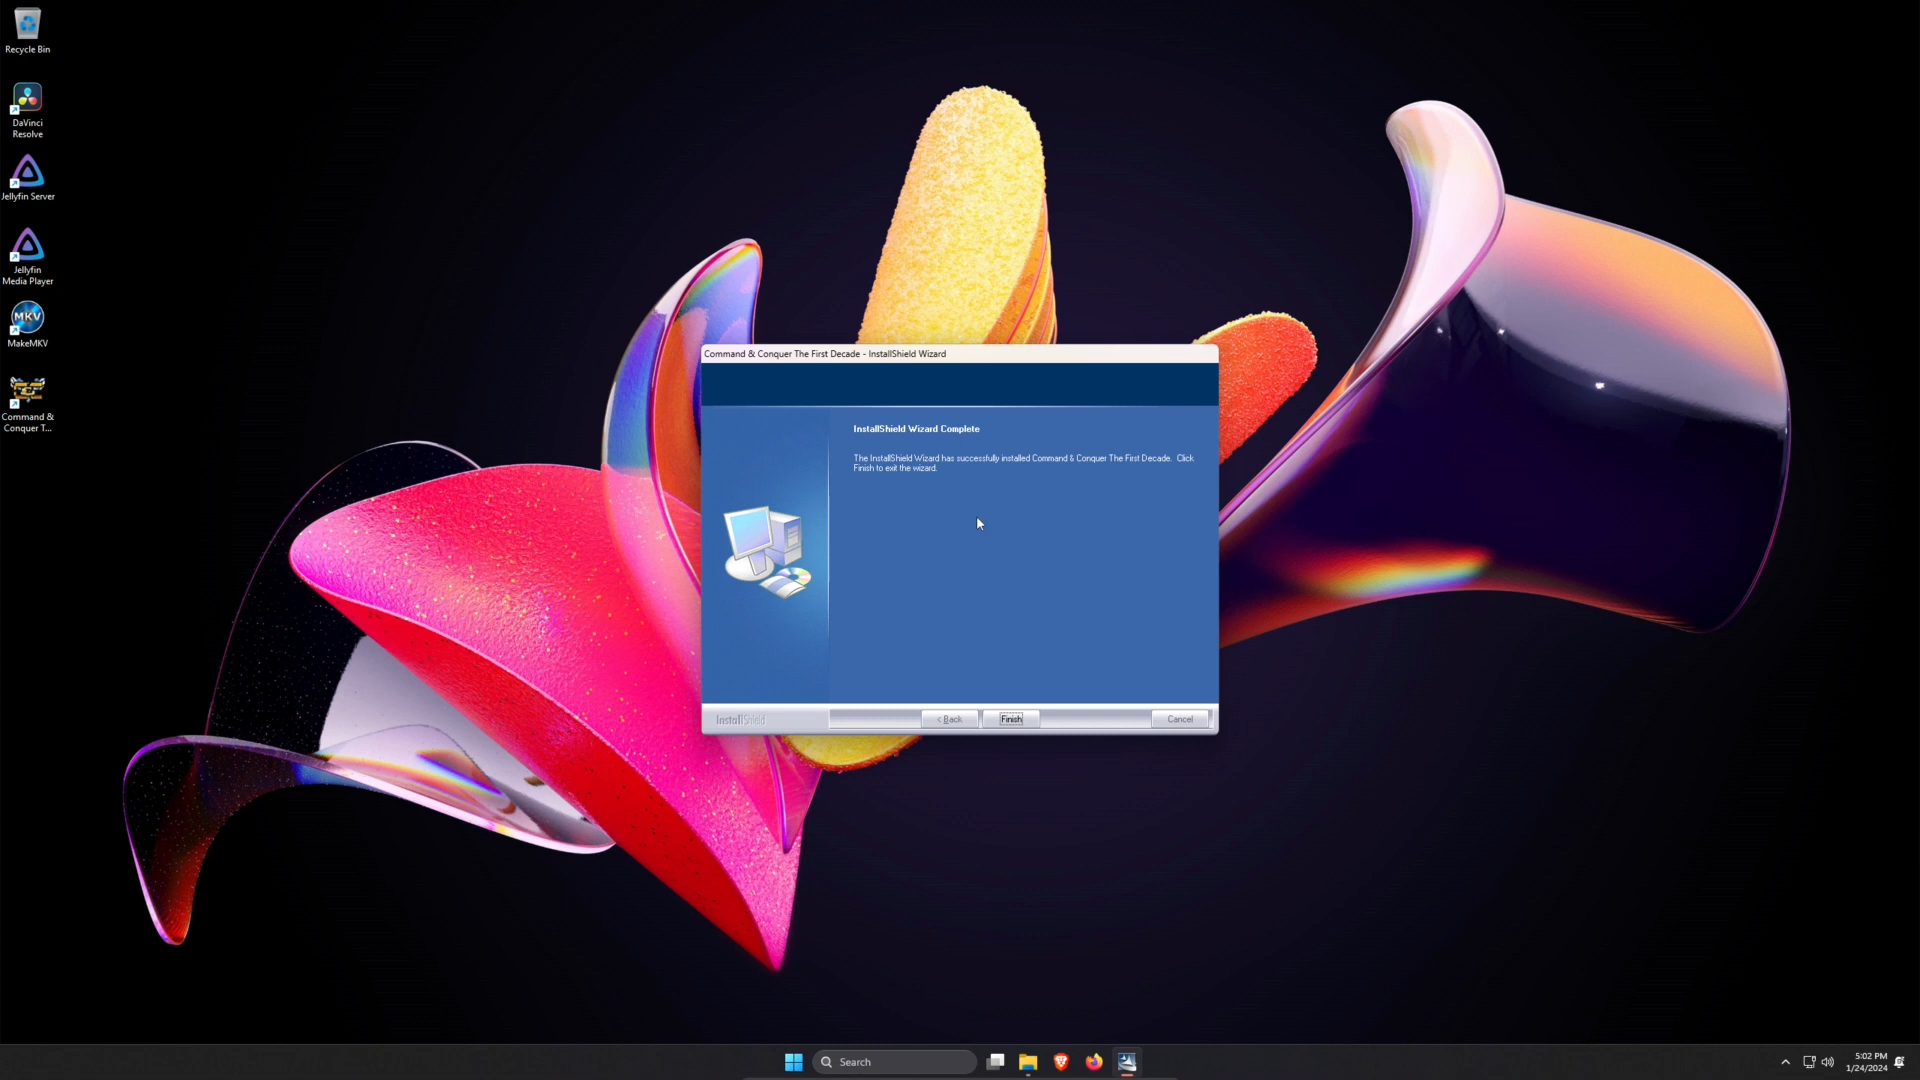 Recycle Bin
DaVinci
Resolve
Jellyfin Server
Jellyfin
Media Player
MKV
MakeMKV
Command &
Conquer T...
Command & Conquer The First Decade - InstallShield Wizard
InstallShield Wizard Complete
The InstallShield Wizard has successfully installed Command & Conquer The First Decade. Click
Finish to exit the wizard.
InstallShield
< Back
Finish
Cancel
Search
5:02 PM
1/24/2024